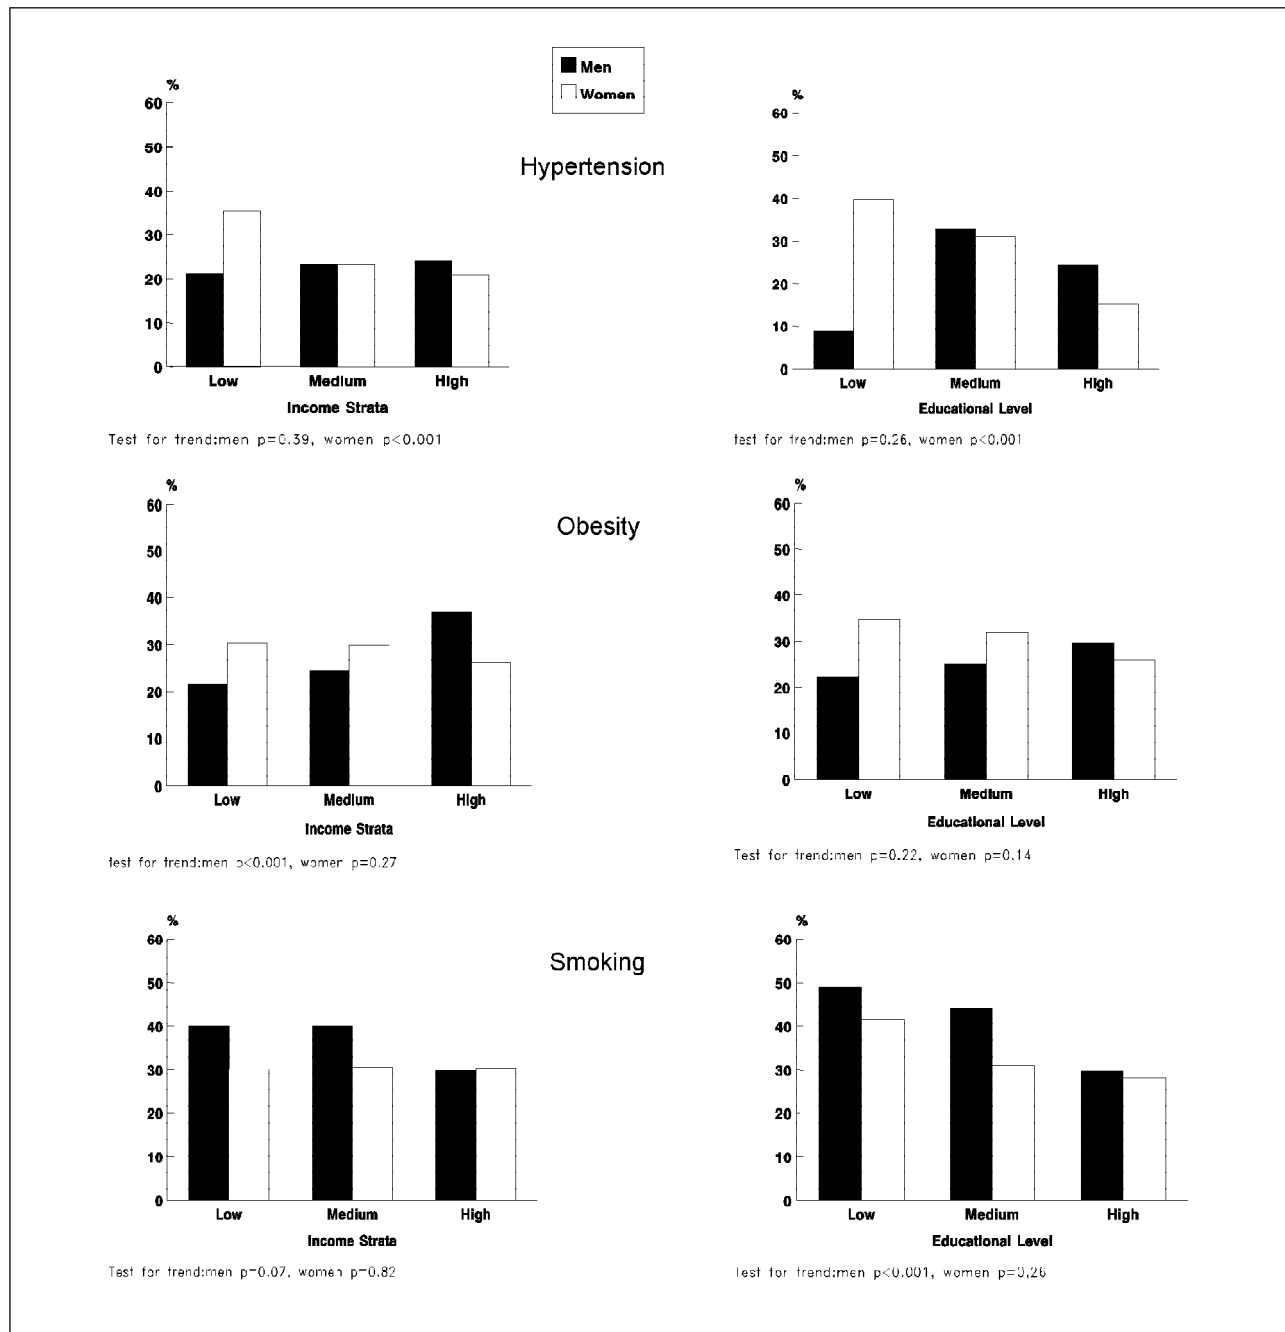 Men
Women
%
60
50
40
30
20
10
0
Low Medium High
Income Strata
Test for trend:men p=0.39, women p<0.001
Hypertension
%
60
50
40
30
20
10
0
Low Medium High
Educational Level
test for trend:men p=0.26, women p<0.001
%
60
50
40
30
20
10
0
Low Medium High
Income Strata
test for trend:men p<0.001, women p=0.27
Obesity
%
60
50
40
30
20
10
0
Low Medium High
Educational Level
Test for trend:men p=0.22, women p=0.14
%
60
50
40
30
20
10
0
Low Medium High
Income Strata
Test for trend:men p=0.07, women p=0.82
Smoking
%
60
50
40
30
20
10
0
Low Medium High
Educational Level
Test for trend:men p<0.001, women p=0.26